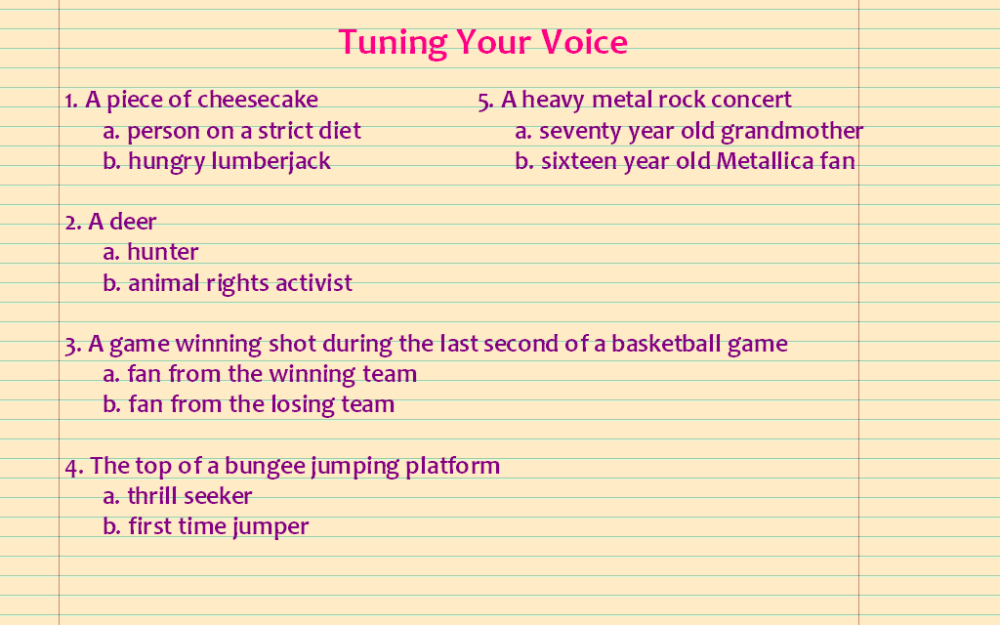 Tuning Your Voice
1. A piece of cheesecake
a. person on a strict diet
b. hungry lumberjack
2. A deer
a. hunter
b. animal rights activist
3. A game winning shot during the last second of a basketball game
a. fan from the winning team
b. fan from the losing team
4. The top of a bungee jumping platform
a. thrill seeker
b. first time jumper
5. A heavy metal rock concert
a. seventy year old grandmother
b. sixteen year old Metallica fan